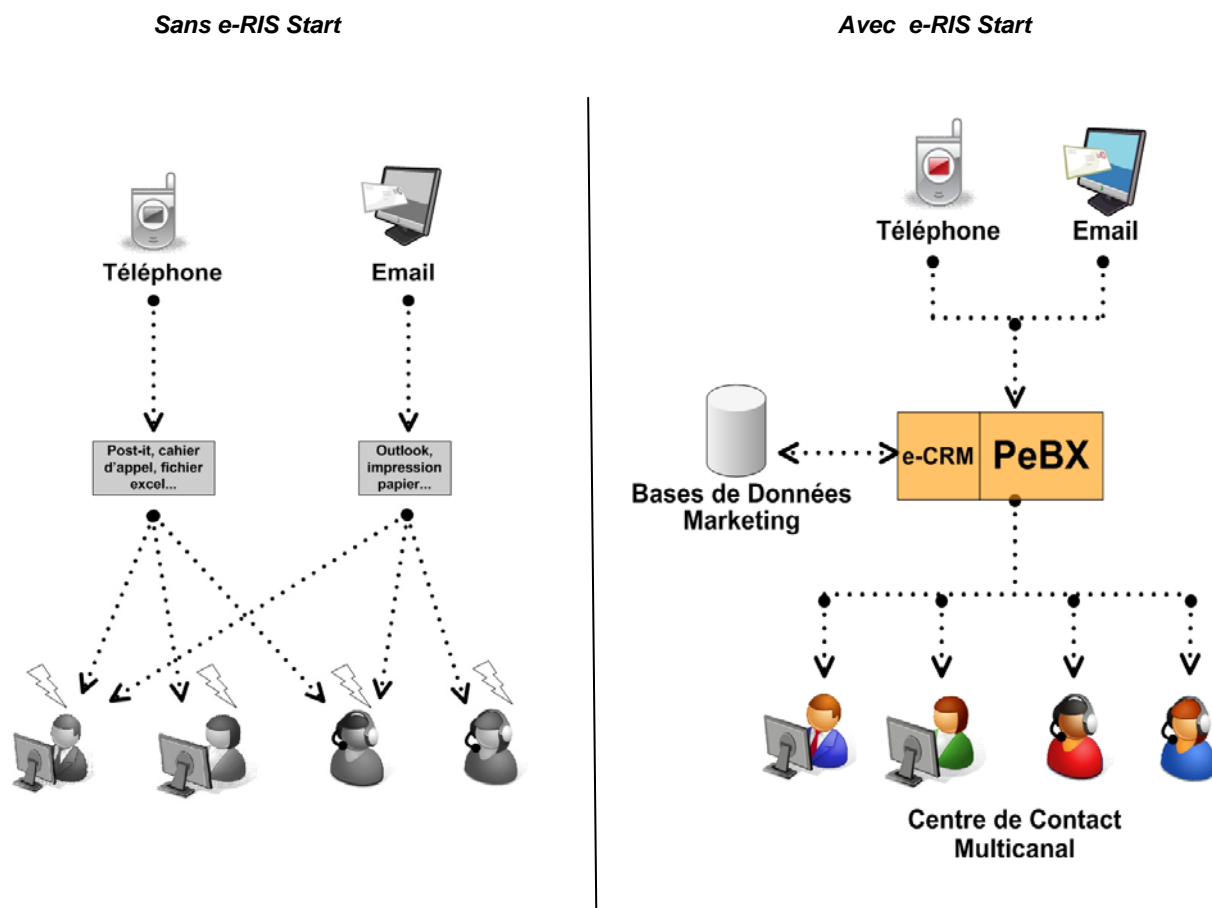 Sans e-RIS Start
Avec e-RIS Start
Téléphone
Email
Post-it, cahier
d'appel, fichier
excel...
Outlook,
impression
papier...
Téléphone
Email
e-CRM
PeBX
Bases de Données
Marketing
Centre de Contact
Multicanal